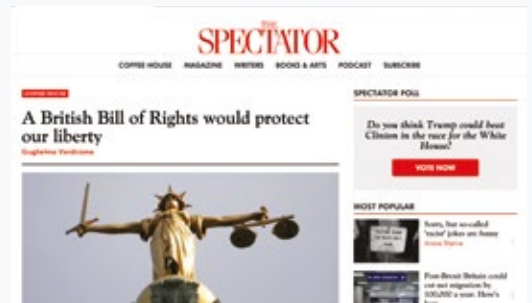 THE
SPECTATOR
COFFEE HOUSE MAGAZINE WRITERS BOOKS & ARTS PODCAST SUBSCRIBE
COFFEE HOUSE
A British Bill of Rights would protect
our liberty
Guglielmo Verdirame
SPECTATOR POLL
Do you think Trump could beat
Clinton in the race for the White
House?
VOTE NOW
MOST POPULAR
Sorry, but so-called
'racist' jokes are funny
Post-Brexit Britain could
cut net migration by
100,000 a year. Here's